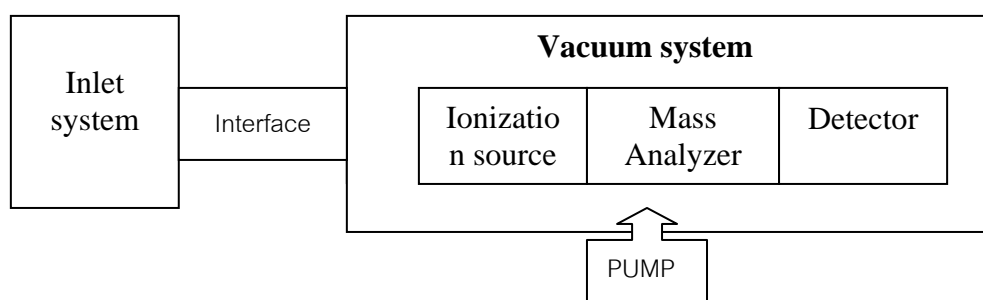 Vacuum system
Inlet
system
Interface
Ionizatio
n source
Mass
Analyzer
Detector
PUMP